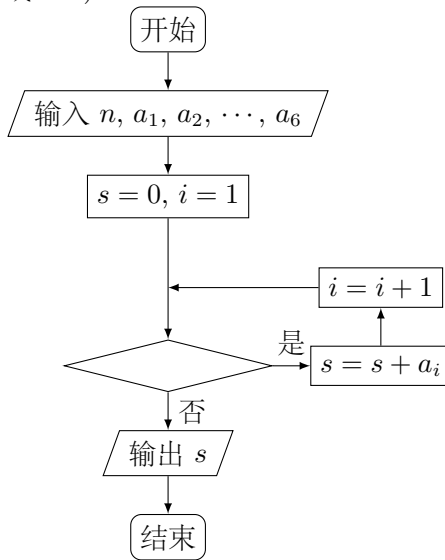 开始
输入 n, a₁, a₂, ⋯, a₆
s = 0, i = 1
i = i + 1
是
s = s + aᵢ
否
输出 s
结束